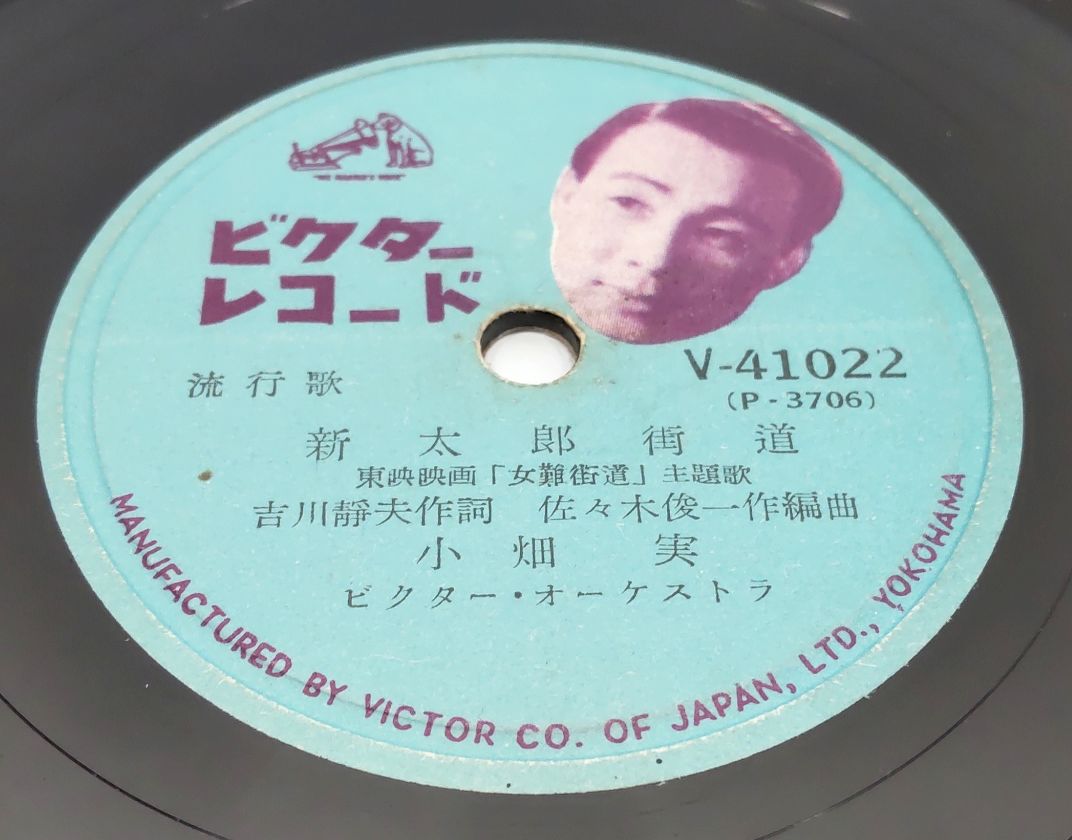 ビクター
レコード
流行歌
V-41022
(P-3706)
新太郎街道
東映映画「女難街道」主題歌
吉川靜夫作詞 佐々木俊一作編曲
小畑 実
ビクター・オーケストラ
MANUFACTURED BY VICTOR CO. OF JAPAN, LTD., YOKOHAMA